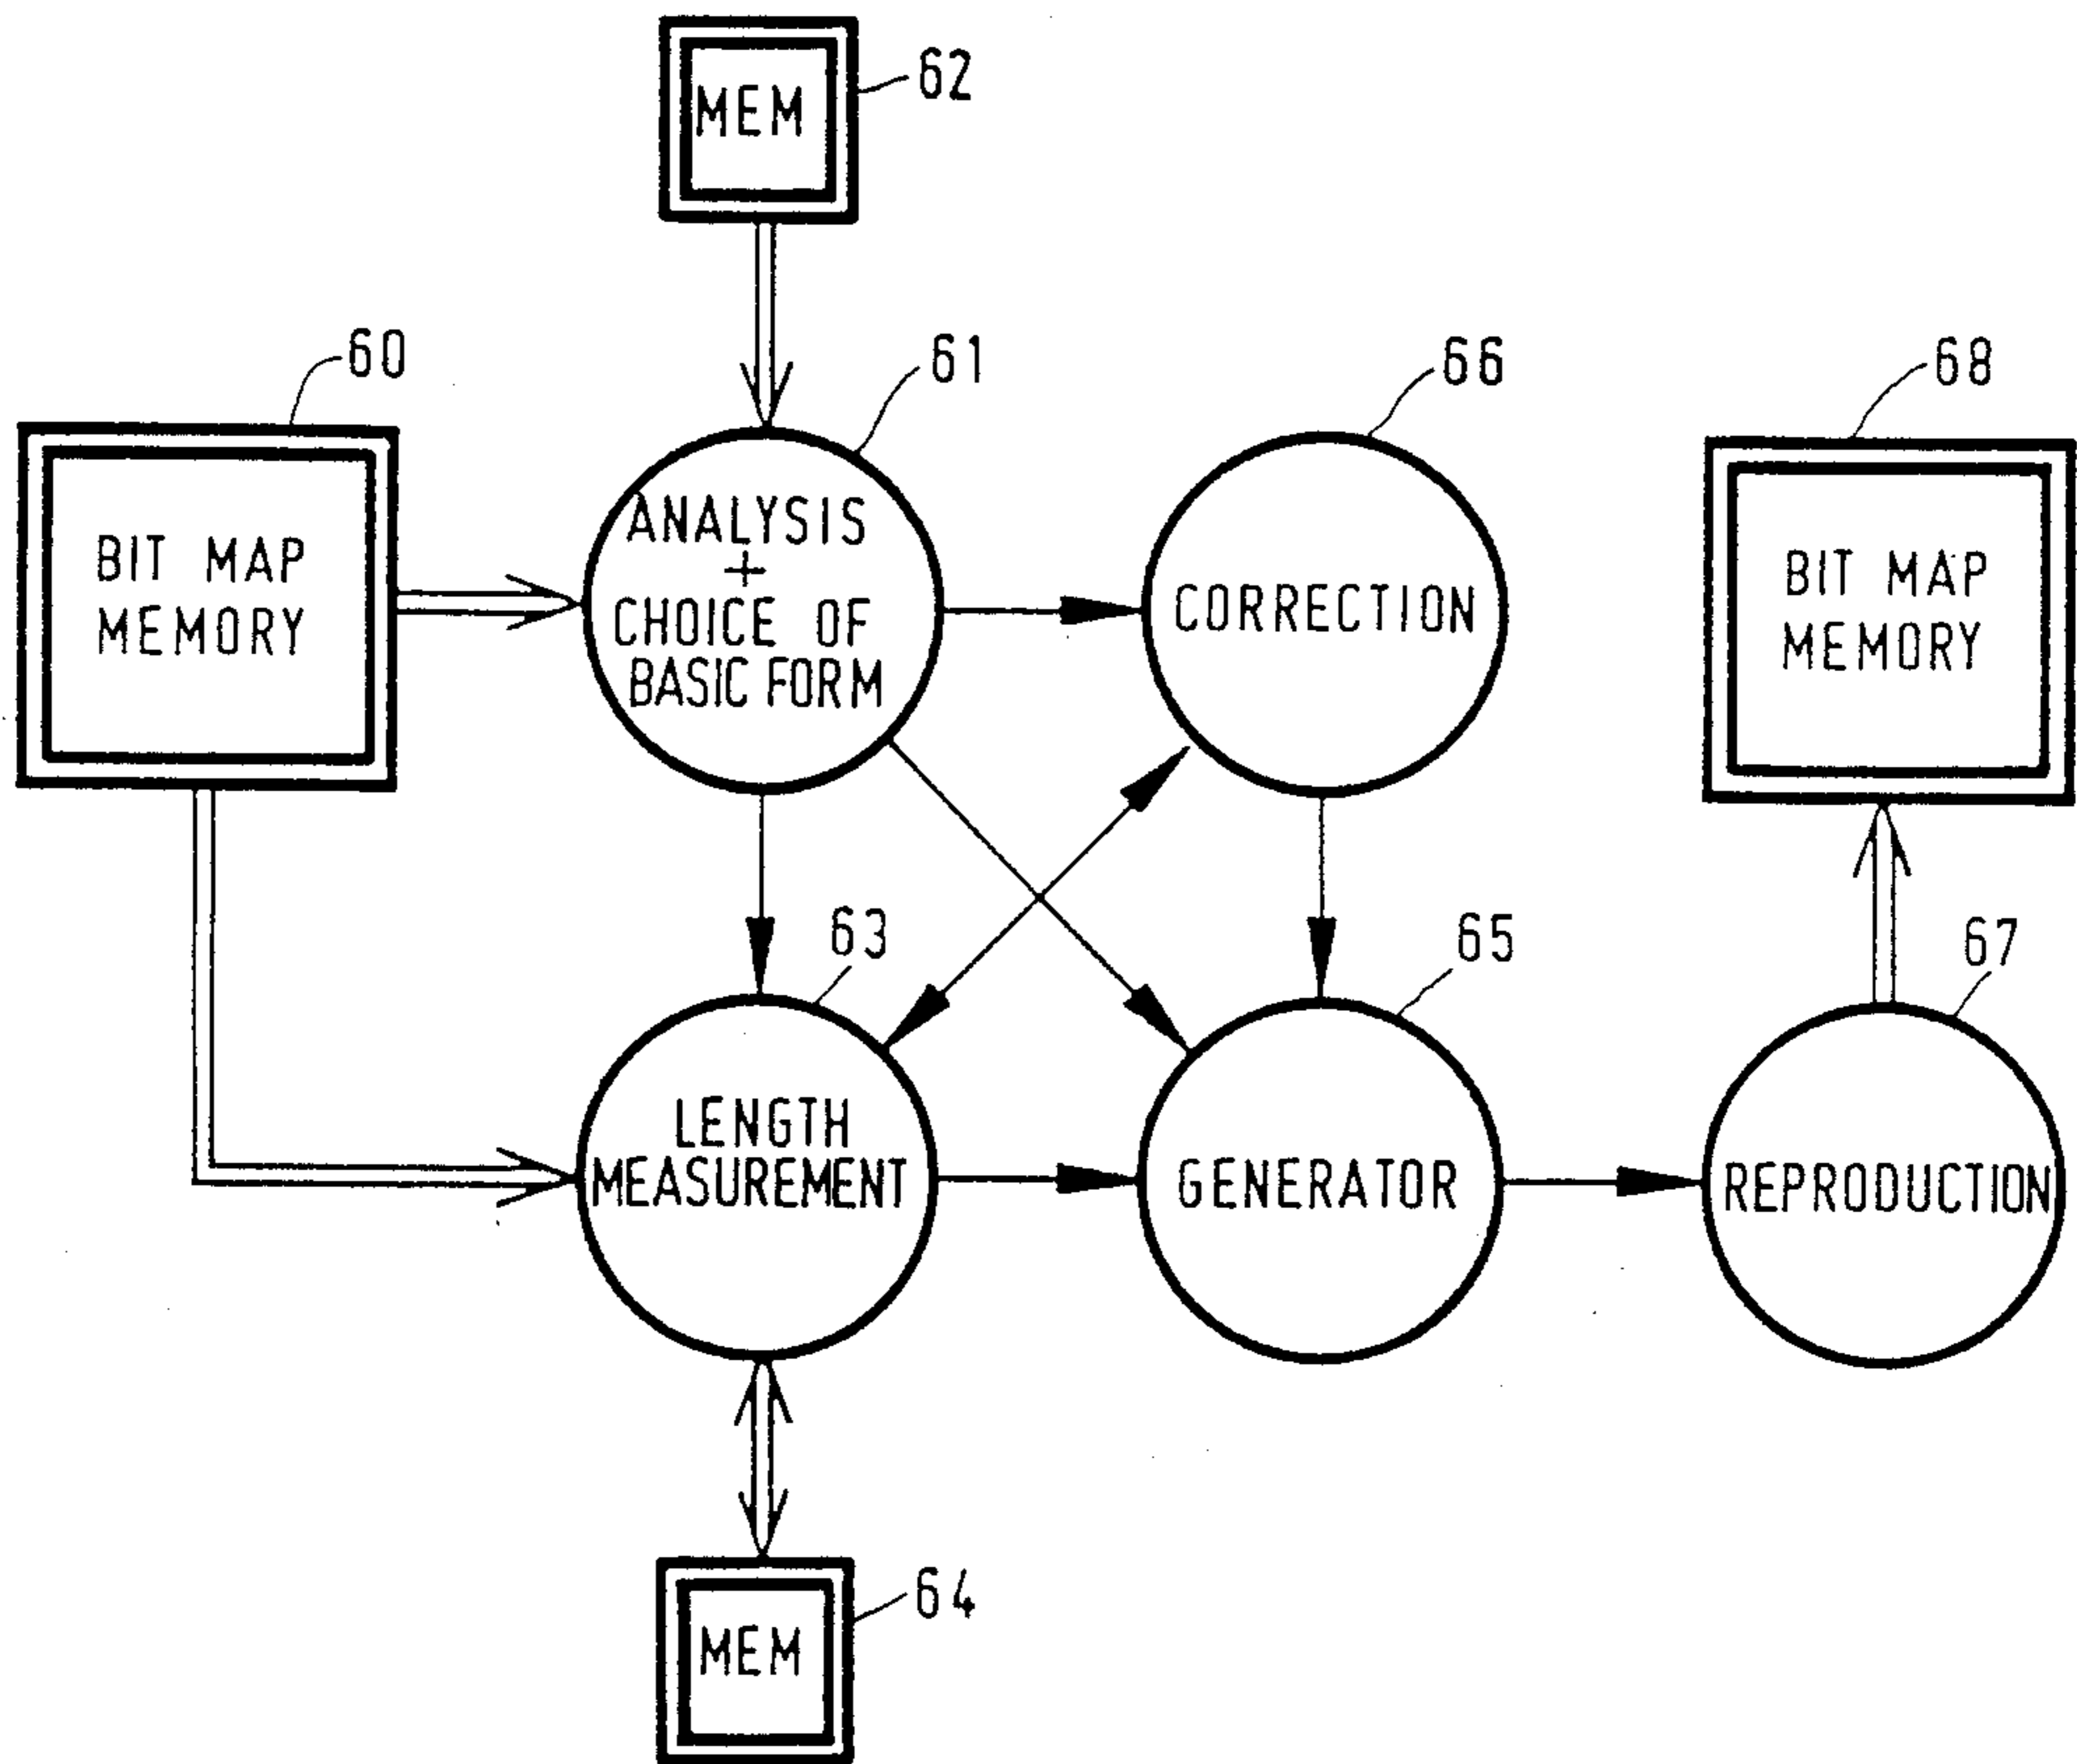 MEM
62
60
61
66
68
BIT MAP
MEMORY
ANALYSIS
+
CHOICE OF
BASIC FORM
CORRECTION
BIT MAP
MEMORY
63
65
67
LENGTH
MEASUREMENT
GENERATOR
REPRODUCTION
64
MEM